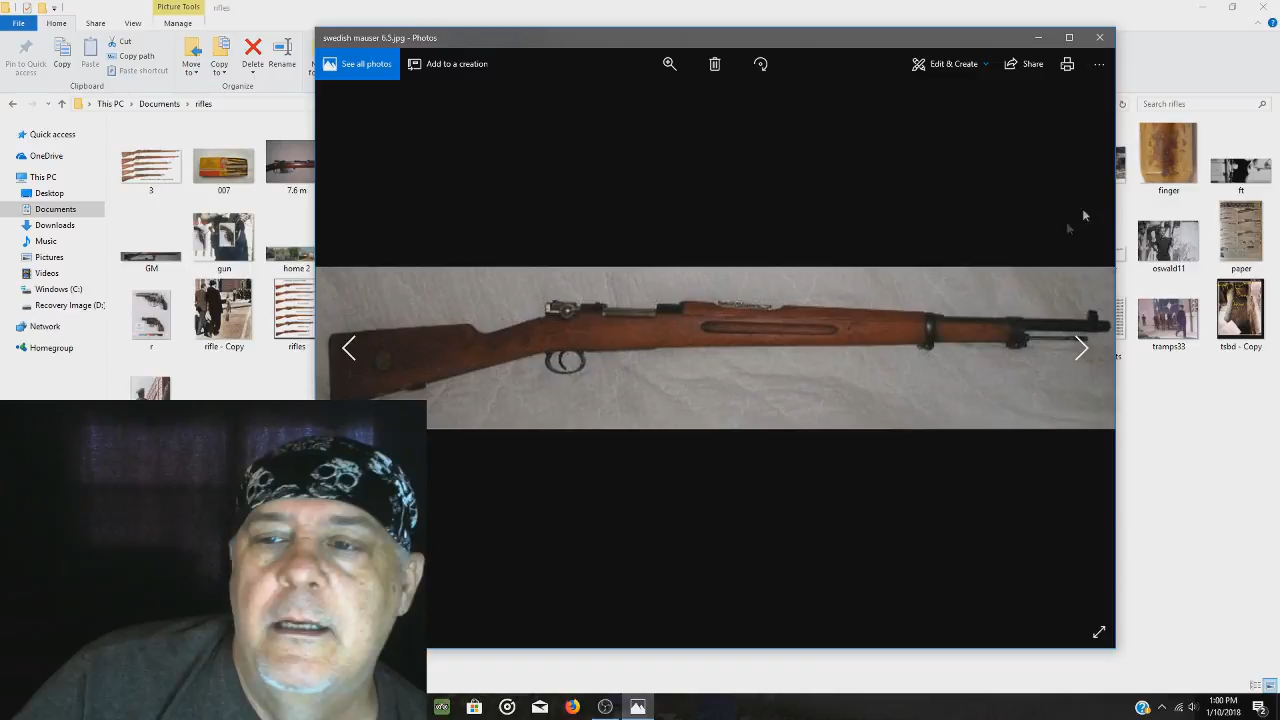 Picture Tools
rifles
File
Home
Share
View
Manage
swedish mauser 6.5.jpg - Photos
See all photos
Add to a creation
Edit & Create
Share
Pin to Quick access
Copy
Paste
Cut
Copy path
Paste shortcut
Move to
Copy to
Delete
Rename
Clipboard
Organize
This PC
Documents
rifles
Search rifles
Quick access
OneDrive
This PC
Desktop
Documents
Downloads
Music
Pictures
Videos
Windows (C:)
Recovery Image (D:
Network
Homegroup
3
007
7.6 m
finger
ft
GM
gun
home 2
oswald11
paper
r
rifle - Copy
rifles
tramps33
tsbd - Copy
1:00 PM
1/10/2018